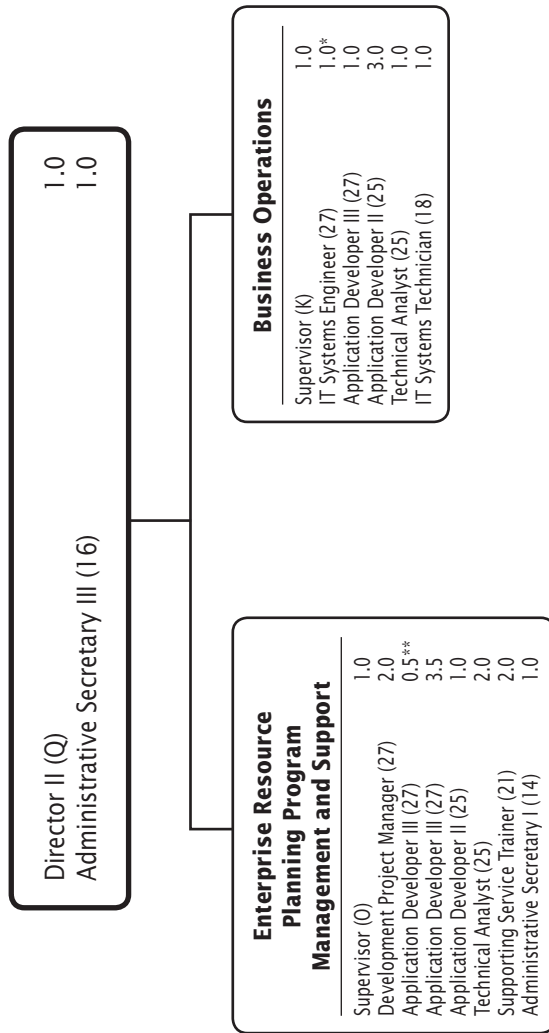 Director II (Q) 1.0
Administrative Secretary III (16) 1.0
Enterprise Resource
Planning Program
Management and Support
Supervisor (O) 1.0
Development Project Manager (27) 2.0
Application Developer III (27) 0.5**
Application Developer III (27) 3.5
Application Developer II (25) 1.0
Technical Analyst (25) 2.0
Supporting Service Trainer (21) 2.0
Administrative Secretary I (14) 1.0
Business Operations
Supervisor (K) 1.0
IT Systems Engineer (27) 1.0*
Application Developer III (27) 1.0
Application Developer II (25) 3.0
Technical Analyst (25) 1.0
IT Systems Technician (18) 1.0